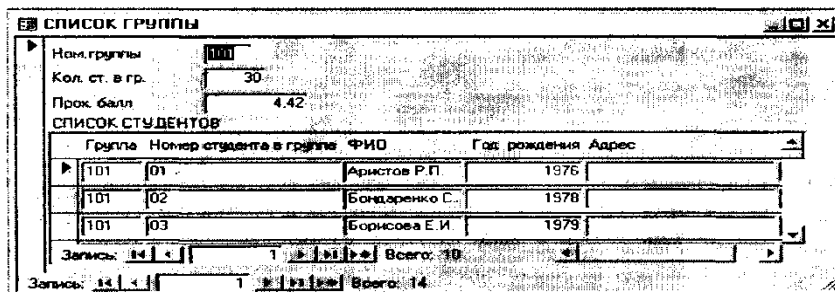 СПИСОК ГРУППЫ
Ном.группы 101
Кол. ст. в гр. 30
Прох. балл 4.42
СПИСОК СТУДЕНТОВ
Группа Номер студента в группе ФИО Год рождения Адрес
101 01 Аристов Р.П. 1976
101 02 Бондаренко С. 1978
101 03 Борисова Е.И. 1979
Запись: 1 Всего: 10
Запись: 1 Всего: 14